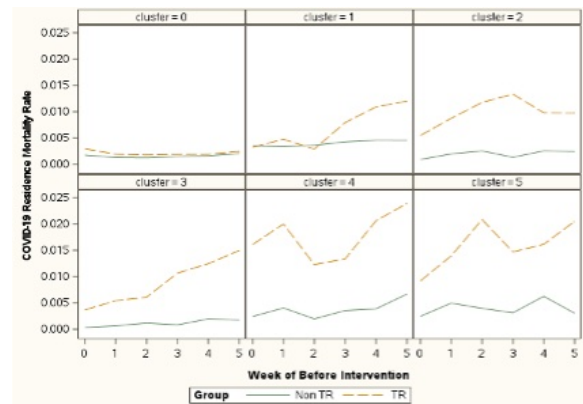 cluster = 0
cluster = 1
cluster = 2
0.025
0.020
0.015
0.010
0.005
0.000
cluster = 3
cluster = 4
cluster = 5
0.025
0.020
0.015
0.010
0.005
0.000
COVID-19 Residence Mortality Rate
0 1 2 3 4 5 0 1 2 3 4 5 0 1 2 3 4 5
Week of Before Intervention
Group Non TR TR